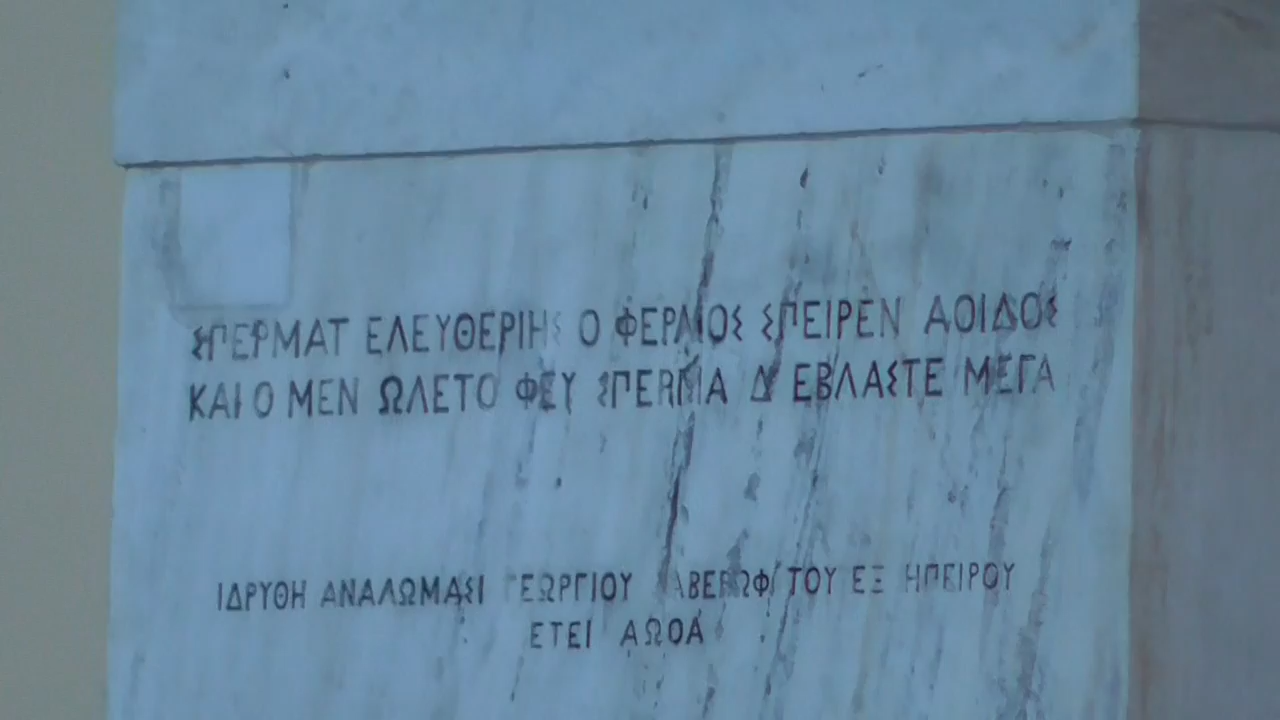 ΣΠΕΡΜΑΤ ΕΛΕΥΘΕΡΙΗΣ Ο ΦΕΡΑΙΟΣ ΣΠΕΙΡΕΝ ΑΟΙΔΟΣ
ΚΑΙ Ο ΜΕΝ ΩΛΕΤΟ ΦΕΥ ΣΠΕΡΜΑ Δ ΕΒΛΑΣΤΕ ΜΕΓΑ
ΙΔΡΥΘΗ ΑΝΑΛΩΜΑΣΙ ΓΕΩΡΓΙΟΥ ΑΒΕΡΩΦ ΤΟΥ ΕΞ ΗΠΕΙΡΟΥ
ΕΤΕΙ ΑΩΟΑ